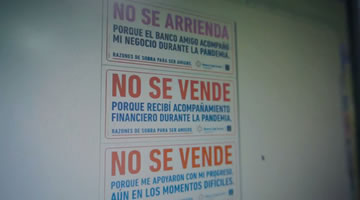 NO SE ARRIENDA
PORQUE EL BANCO AMIGO ACOMPAÑÓ
MI NEGOCIO DURANTE LA PANDEMIA.
RAZONES DE SOBRA PARA SER AMIGOS.
NO SE VENDE
PORQUE RECIBÍ ACOMPAÑAMIENTO
FINANCIERO DURANTE LA PANDEMIA.
RAZONES DE SOBRA PARA SER AMIGOS.
NO SE VENDE
PORQUE ME APOYARON CON MI PROGRESO,
AÚN EN LOS MOMENTOS DIFÍCILES.